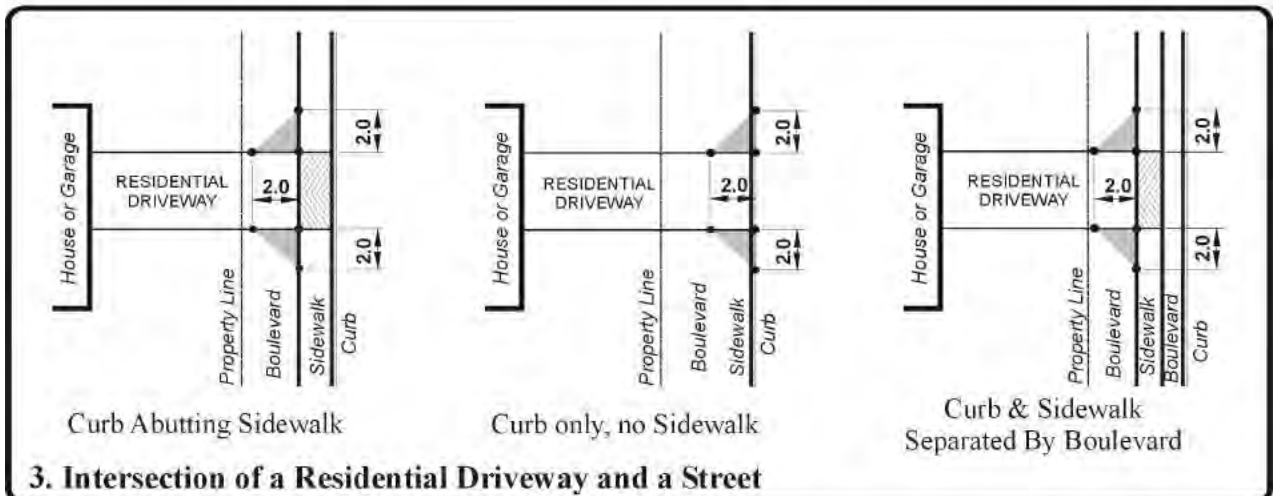 House or Garage
RESIDENTIAL
DRIVEWAY
2.0
2.0
2.0
Property Line
Boulevard
Sidewalk
Curb
Curb Abutting Sidewalk
House or Garage
RESIDENTIAL
DRIVEWAY
2.0
2.0
2.0
Property Line
Boulevard
Sidewalk
Curb
Curb only, no Sidewalk
House or Garage
RESIDENTIAL
DRIVEWAY
2.0
2.0
2.0
Property Line
Boulevard
Sidewalk
Boulevard
Curb
Curb & Sidewalk
Separated By Boulevard
3. Intersection of a Residential Driveway and a Street